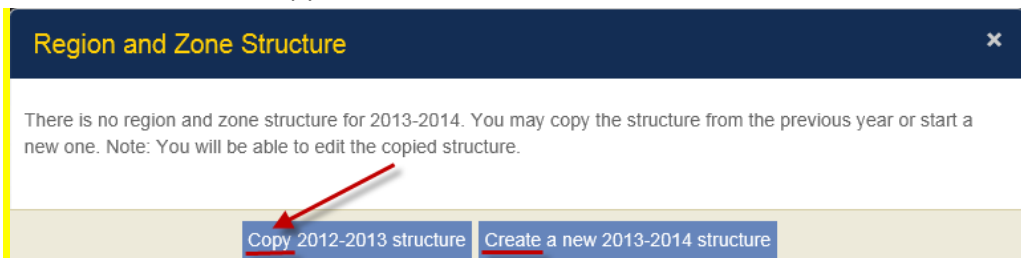 Region and Zone Structure ×
There is no region and zone structure for 2013-2014. You may copy the structure from the previous year or start a
new one. Note: You will be able to edit the copied structure.
Copy 2012-2013 structure Create a new 2013-2014 structure